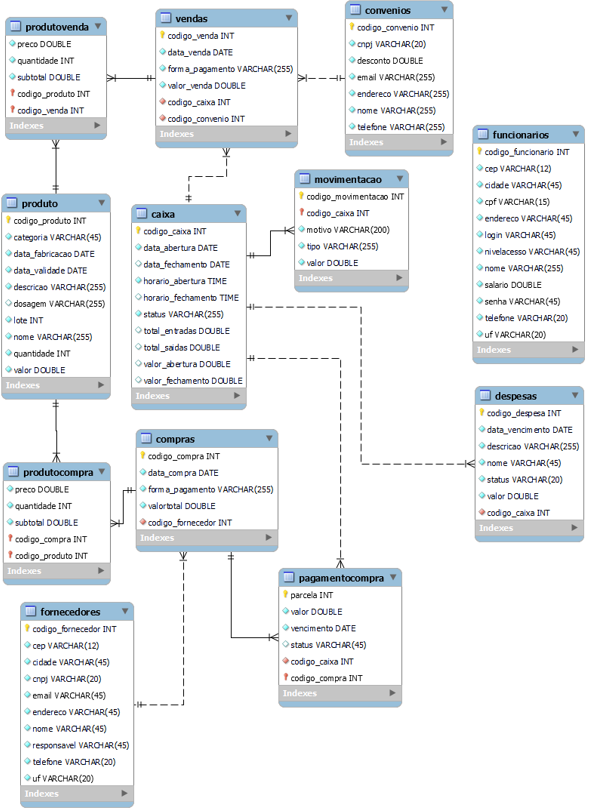 produtovenda
preco DOUBLE
quantidade INT
subtotal DOUBLE
codigo_produto INT
codigo_venda INT
Indexes
vendas
codigo_venda INT
data_venda DATE
forma_pagamento VARCHAR(255)
valor_venda DOUBLE
codigo_caixa INT
codigo_convenio INT
Indexes
convenios
codigo_convenio INT
cnpj VARCHAR(20)
desconto DOUBLE
email VARCHAR(255)
endereco VARCHAR(255)
nome VARCHAR(255)
telefone VARCHAR(255)
Indexes
funcionarios
codigo_funcionario INT
cep VARCHAR(12)
cidade VARCHAR(45)
cpf VARCHAR(15)
endereco VARCHAR(45)
login VARCHAR(45)
nivelacesso VARCHAR(45)
nome VARCHAR(255)
salario DOUBLE
senha VARCHAR(45)
telefone VARCHAR(20)
uf VARCHAR(20)
Indexes
produto
codigo_produto INT
categoria VARCHAR(45)
data_fabricacao DATE
data_validade DATE
descricao VARCHAR(255)
dosagem VARCHAR(255)
lote INT
nome VARCHAR(255)
quantidade INT
valor DOUBLE
Indexes
caixa
codigo_caixa INT
data_abertura DATE
data_fechamento DATE
horario_abertura TIME
horario_fechamento TIME
status VARCHAR(255)
total_entradas DOUBLE
total_saidas DOUBLE
valor_abertura DOUBLE
valor_fechamento DOUBLE
Indexes
movimentacao
codigo_movimentacao INT
codigo_caixa INT
motivo VARCHAR(200)
tipo VARCHAR(255)
valor DOUBLE
Indexes
despesas
codigo_despesa INT
data_vencimento DATE
descricao VARCHAR(255)
nome VARCHAR(45)
status VARCHAR(20)
valor DOUBLE
codigo_caixa INT
Indexes
produtocompra
preco DOUBLE
quantidade INT
subtotal DOUBLE
codigo_compra INT
codigo_produto INT
Indexes
compras
codigo_compra INT
data_compra DATE
forma_pagamento VARCHAR(255)
valortotal DOUBLE
codigo_fornecedor INT
Indexes
pagamentocompra
parcela INT
valor DOUBLE
vencimento DATE
status VARCHAR(45)
codigo_caixa INT
codigo_compra INT
Indexes
fornecedores
codigo_fornecedor INT
cep VARCHAR(12)
cidade VARCHAR(45)
cnpj VARCHAR(20)
email VARCHAR(45)
endereco VARCHAR(45)
nome VARCHAR(45)
responsavel VARCHAR(45)
telefone VARCHAR(20)
uf VARCHAR(20)
Indexes